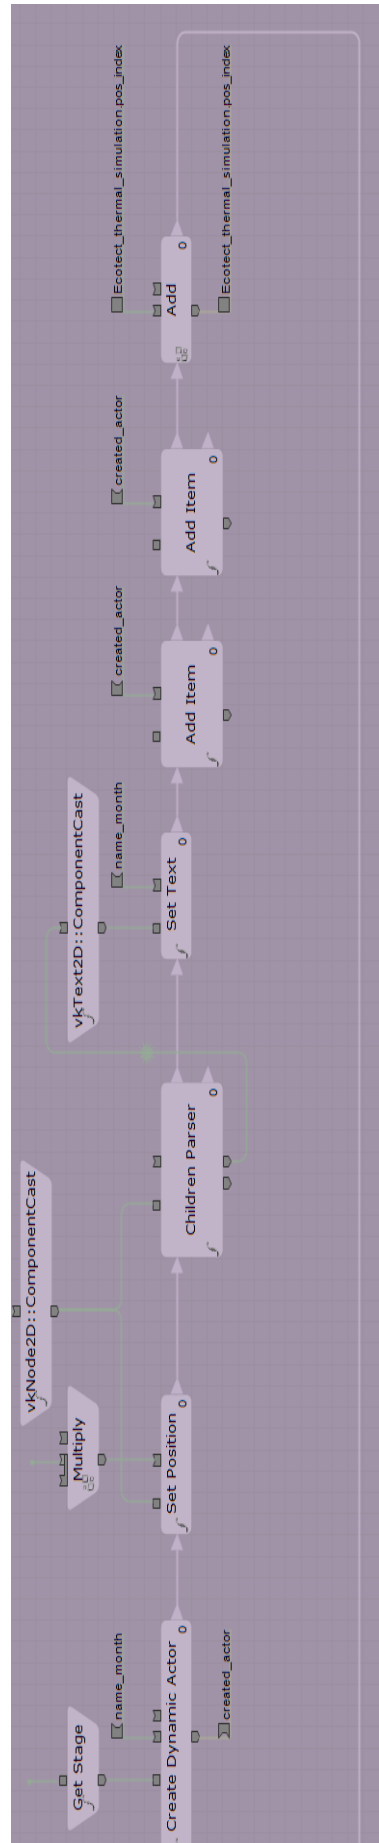 Get Stage
name_month
Create Dynamic Actor
created_actor
vkNode2D::ComponentCast
Multiply
Set Position
Children Parser
vkText2D::ComponentCast
name_month
Set Text
created_actor
Add Item
created_actor
Add Item
Ecotect_thermal_simulation.pos_index
Add
Ecotect_thermal_simulation.pos_index